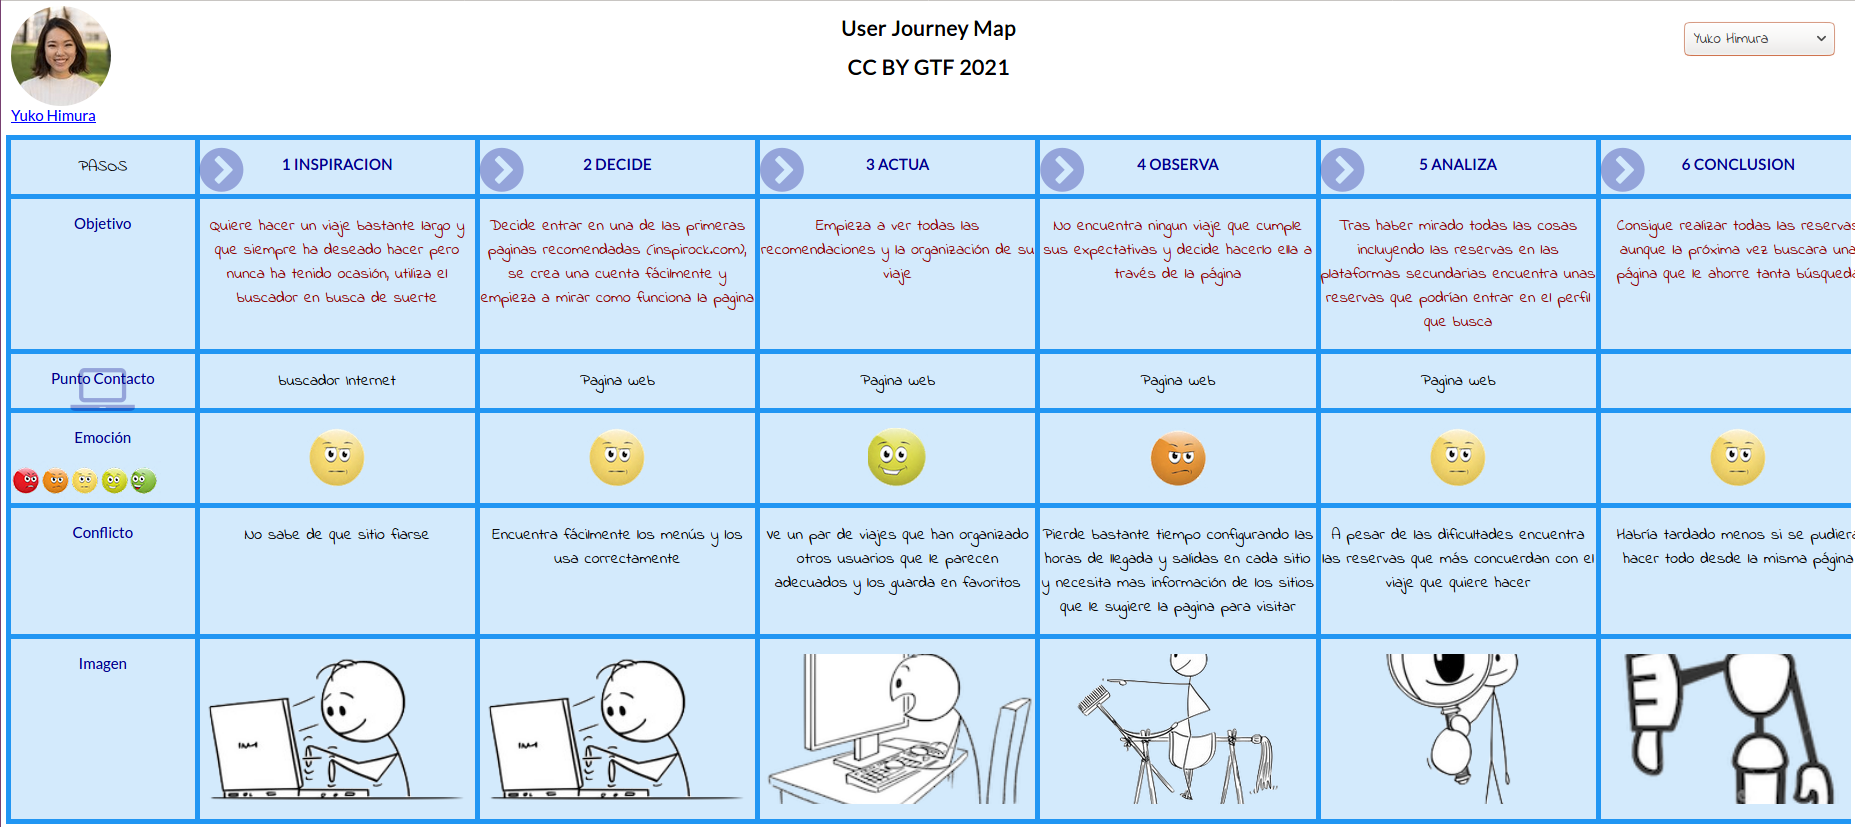 User Journey Map
CC BY GTF 2021
Yuko Himura
Yuko Himura
PASOS
1 INSPIRACION
2 DECIDE
3 ACTUA
4 OBSERVA
5 ANALIZA
6 CONCLUSION
Objetivo
Quiere hacer un viaje bastante largo y
que siempre ha deseado hacer pero
nunca ha tenido ocasión, utiliza el
buscador en busca de suerte
Decide entrar en una de las primeras
paginas recomendadas (inspirock.com),
se crea una cuenta fácilmente y
empieza a mirar como funciona la pagina
Empieza a ver todas las
recomendaciones y la organización de su
viaje
No encuentra ningun viaje que cumple
sus expectativas y decide hacerlo ella a
través de la página
Tras haber mirado todas las cosas
incluyendo las reservas en las
plataformas secundarias encuentra unas
reservas que podrían entrar en el perfil
que busca
Consigue realizar todas las reservas
aunque la próxima vez buscara una
página que le ahorre tanta búsqueda
Punto Contacto
buscador Internet
Pagina web
Pagina web
Pagina web
Pagina web
Emoción
Conflicto
No sabe de que sitio fiarse
Encuentra fácilmente los menús y los
usa correctamente
Ve un par de viajes que han organizado
otros usuarios que le parecen
adecuados y los guarda en favoritos
Pierde bastante tiempo configurando las
horas de llegada y salidas en cada sitio
y necesita mas información de los sitios
que le sugiere la pagina para visitar
A pesar de las dificultades encuentra
las reservas que más concuerdan con el
viaje que quiere hacer
Habría tardado menos si se pudiera
hacer todo desde la misma página
Imagen